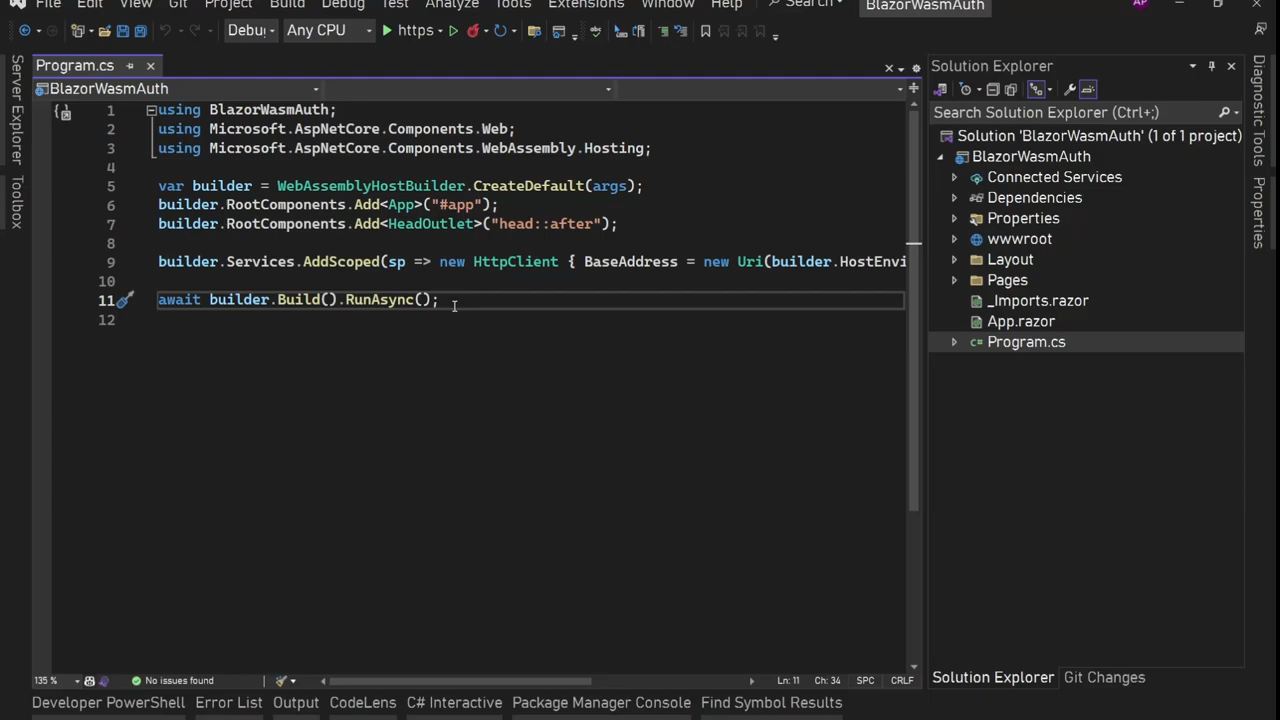 File Edit View Git Project Build Debug Test Analyze Tools Extensions Window Help Search BlazorWasmAuth AP
Debu Any CPU https
Server Explorer
Toolbox
Program.cs
BlazorWasmAuth
1 using BlazorWasmAuth;
2 using Microsoft.AspNetCore.Components.Web;
3 using Microsoft.AspNetCore.Components.WebAssembly.Hosting;
4
5 var builder = WebAssemblyHostBuilder.CreateDefault(args);
6 builder.RootComponents.Add<App>("#app");
7 builder.RootComponents.Add<HeadOutlet>("head::after");
8
9 builder.Services.AddScoped(sp => new HttpClient { BaseAddress = new Uri(builder.HostEnvi
10
11 await builder.Build().RunAsync();
12
135 % No issues found Ln: 11 Ch: 34 SPC CRLF
Developer PowerShell Error List Output CodeLens C# Interactive Package Manager Console Find Symbol Results
Solution Explorer
Search Solution Explorer (Ctrl+;)
Solution 'BlazorWasmAuth' (1 of 1 project)
BlazorWasmAuth
Connected Services
Dependencies
Properties
wwwroot
Layout
Pages
_Imports.razor
App.razor
C# Program.cs
Solution Explorer Git Changes
Diagnostic Tools
Properties